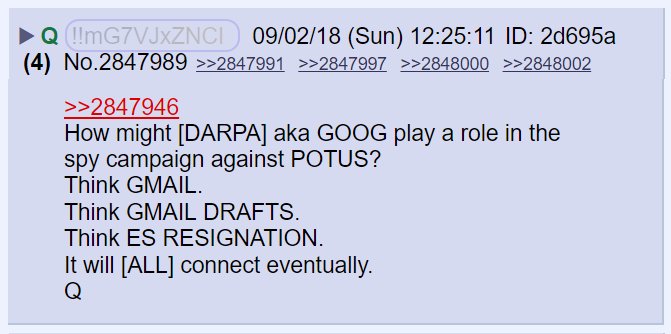 ▶ Q !!mG7VJxZNCI 09/02/18 (Sun) 12:25:11 ID: 2d695a
(4) No.2847989 >>2847991 >>2847997 >>2848000 >>2848002
>>2847946
How might [DARPA] aka GOOG play a role in the
spy campaign against POTUS?
Think GMAIL.
Think GMAIL DRAFTS.
Think ES RESIGNATION.
It will [ALL] connect eventually.
Q